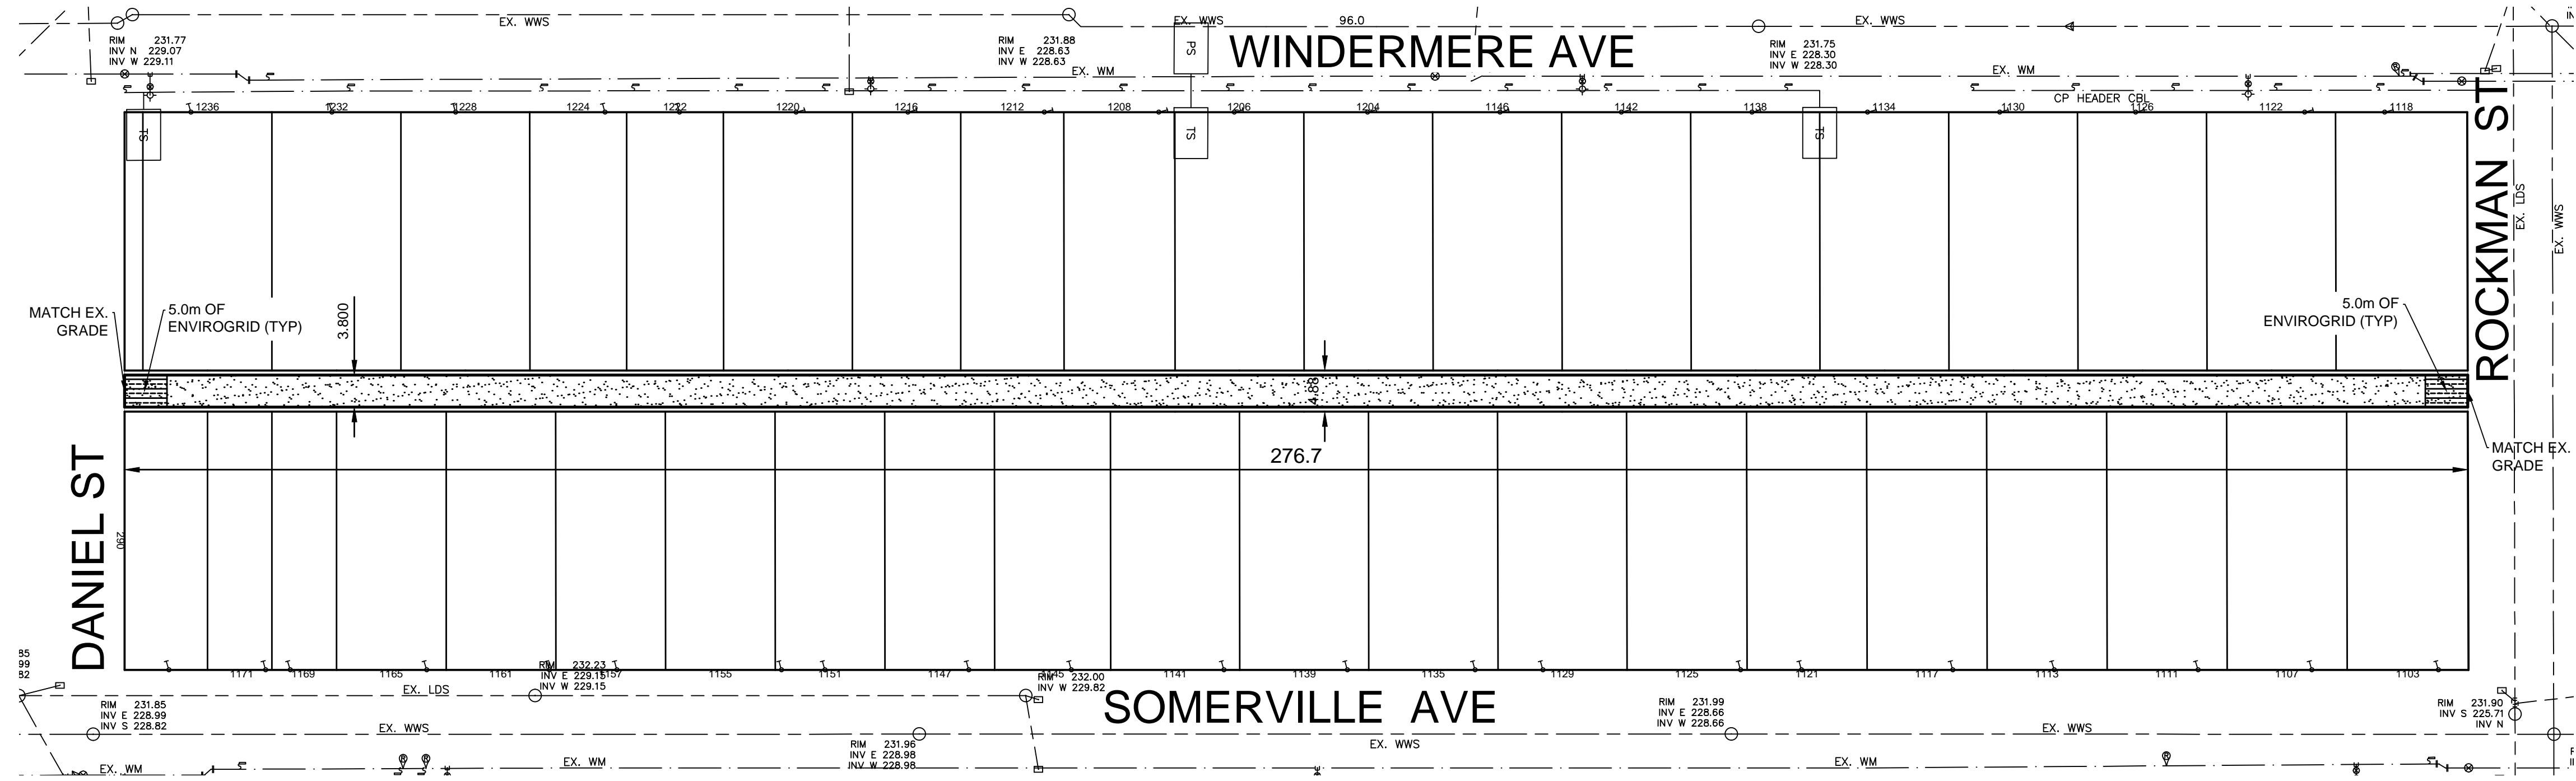 EX. WWS
EX. WWS
96.0
EX. WWS
RIM 231.77
INV N 229.07
INV W 229.11
RIM 231.88
INV E 228.63
INV W 228.63
PS
WINDERMERE AVE
RIM 231.75
INV E 228.30
INV W 228.30
EX. WM
EX. WM
CP HEADER CBL
1236
1232
1228
1224
1222
1220
1216
1212
1208
1206
1204
1146
1142
1138
1134
1130
1126
1122
1118
TS
TS
TS
ROCKMAN ST
EX. LDS
EX. WWS
MATCH EX.
GRADE
5.0m OF
ENVIROGRID (TYP)
3.800
4.88
5.0m OF
ENVIROGRID (TYP)
MATCH EX.
GRADE
276.7
DANIEL ST
290
85
99
82
1171
1169
1165
1161
1157
1155
1151
1147
1145
1141
1139
1135
1129
1125
1121
1117
1113
1111
1107
1103
RIM 232.23
INV E 229.15
INV W 229.15
RIM 232.00
INV W 229.82
EX. LDS
SOMERVILLE AVE
RIM 231.85
INV E 228.99
INV S 228.82
RIM 231.99
INV E 228.66
INV W 228.66
RIM 231.90
INV S 225.71
INV N
EX. WWS
EX. WWS
EX. WWS
RIM 231.96
INV E 228.98
INV W 228.98
EX. WM
EX. WM
EX. WM